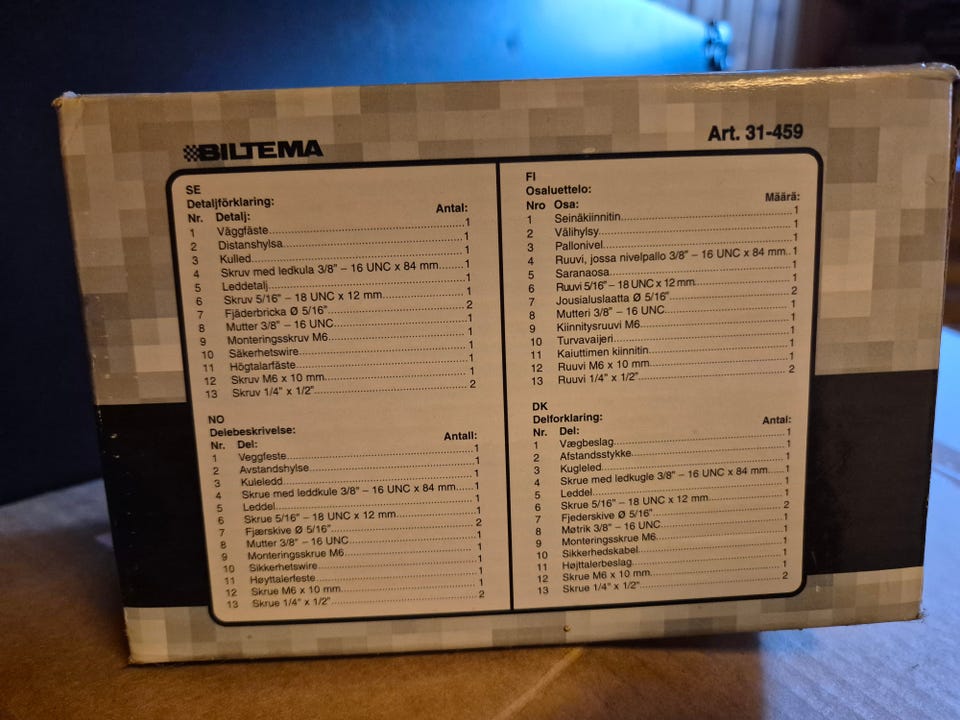 BILTEMA
Art. 31-459
SE
Detaljförklaring:
Nr. Detalj: Antal:
1 Väggfäste 1
2 Distanshylsa 1
3 Kulled 1
4 Skruv med ledkula 3/8" – 16 UNC x 84 mm 1
5 Leddetalj 1
6 Skruv 5/16" – 18 UNC x 12 mm 1
7 Fjäderbricka Ø 5/16" 2
8 Mutter 3/8" – 16 UNC 1
9 Monteringsskruv M6 1
10 Säkerhetswire 1
11 Högtalarfäste 1
12 Skruv M6 x 10 mm 1
13 Skruv 1/4" x 1/2" 2
NO
Delebeskrivelse:
Nr. Del: Antall:
1 Veggfeste 1
2 Avstandshylse 1
3 Kuleledd 1
4 Skrue med leddkule 3/8" – 16 UNC x 84 mm 1
5 Leddel 1
6 Skrue 5/16" – 18 UNC x 12 mm 1
7 Fjærskive Ø 5/16" 2
8 Mutter 3/8" – 16 UNC 1
9 Monteringsskrue M6 1
10 Sikkerhetswire 1
11 Høyttalerfeste 1
12 Skrue M6 x 10 mm 1
13 Skrue 1/4" x 1/2" 2
FI
Osaluettelo:
Nro Osa: Määrä:
1 Seinäkiinnitin 1
2 Välihylsy 1
3 Pallonivel 1
4 Ruuvi, jossa nivelpallo 3/8" – 16 UNC x 84 mm 1
5 Saranaosa 1
6 Ruuvi 5/16" – 18 UNC x 12 mm 1
7 Jousialuslaatta Ø 5/16" 2
8 Mutteri 3/8" – 16 UNC 1
9 Kiinnitysruuvi M6 1
10 Turvavaijeri 1
11 Kaiuttimen kiinnitin 1
12 Ruuvi M6 x 10 mm 1
13 Ruuvi 1/4" x 1/2" 2
DK
Delforklaring:
Nr. Del: Antal:
1 Vægbeslag 1
2 Afstandsstykke 1
3 Kugleled 1
4 Skrue med ledkugle 3/8" – 16 UNC x 84 mm 1
5 Leddel 1
6 Skrue 5/16" – 18 UNC x 12 mm 1
7 Fjederskive Ø 5/16" 2
8 Møtrik 3/8" – 16 UNC 1
9 Monteringsskrue M6 1
10 Sikkerhedskabel 1
11 Højttalerbeslag 1
12 Skrue M6 x 10 mm 1
13 Skrue 1/4" x 1/2" 2